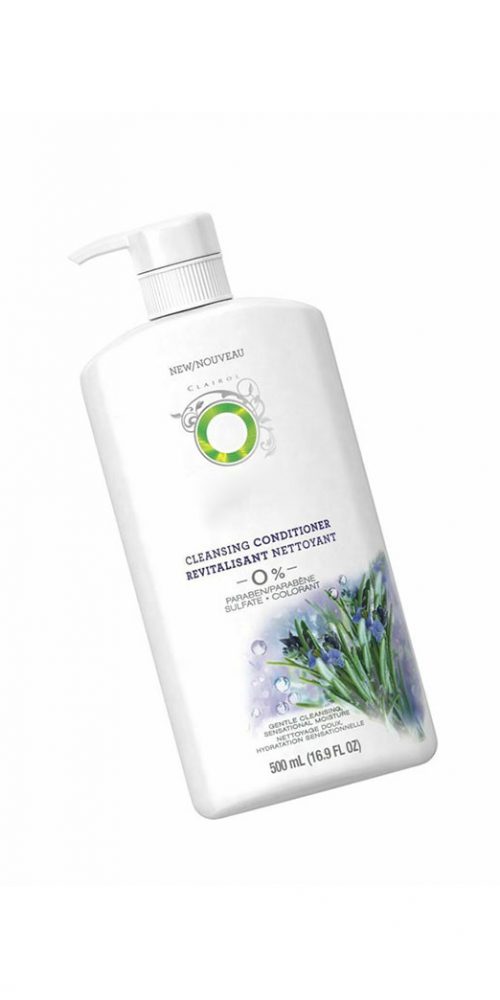 NEW/NOUVEAU
CLAIROL
CLEANSING CONDITIONER
REVITALISANT NETTOYANT
0%
PARABEN/PARABÈNE
SULFATE • COLORANT
GENTLE CLEANSING,
SENSATIONAL MOISTURE
NETTOYAGE DOUX,
HYDRATATION SENSATIONNELLE
500 mL (16.9 FL OZ)